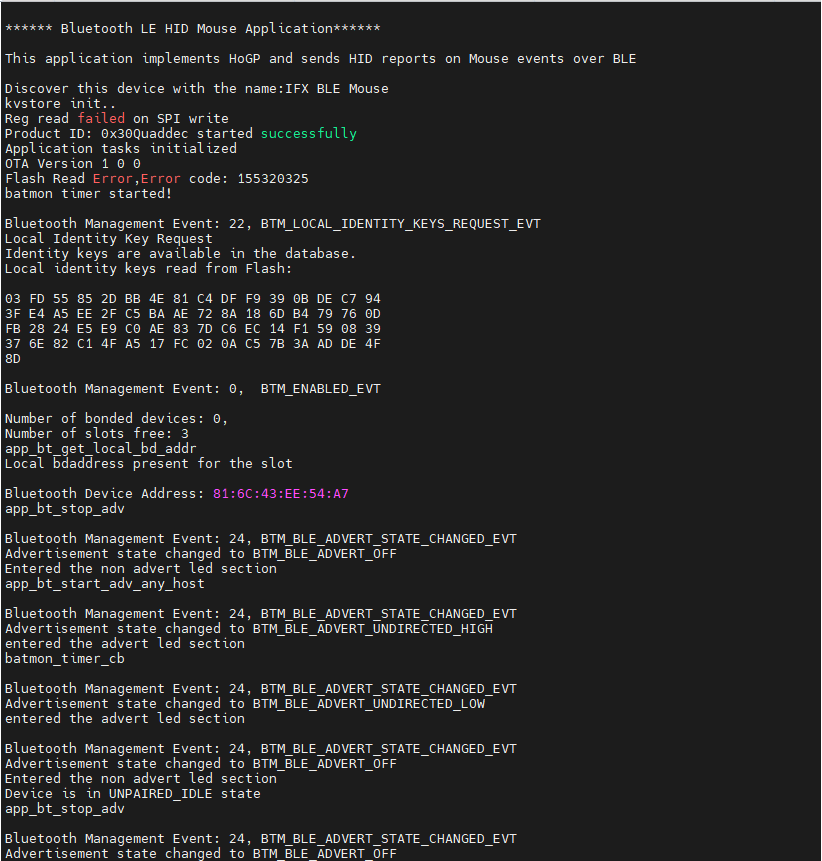 ****** Bluetooth LE HID Mouse Application******
This application implements HoGP and sends HID reports on Mouse events over BLE
Discover this device with the name:IFX BLE Mouse
kvstore init..
Reg read failed on SPI write
Product ID: 0x30Quaddec started successfully
Application tasks initialized
OTA Version 1 0 0
Flash Read Error,Error code: 155320325
batmon timer started!
Bluetooth Management Event: 22, BTM_LOCAL_IDENTITY_KEYS_REQUEST_EVT
Local Identity Key Request
Identity keys are available in the database.
Local identity keys read from Flash:
03 FD 55 85 2D BB 4E 81 C4 DF F9 39 0B DE C7 94
3F E4 A5 EE 2F C5 BA AE 72 8A 18 6D B4 79 76 0D
FB 28 24 E5 E9 C0 AE 83 7D C6 EC 14 F1 59 08 39
37 6E 82 C1 4F A5 17 FC 02 0A C5 7B 3A AD DE 4F
8D
Bluetooth Management Event: 0,  BTM_ENABLED_EVT
Number of bonded devices: 0,
Number of slots free: 3
app_bt_get_local_bd_addr
Local bdaddress present for the slot
Bluetooth Device Address: 81:6C:43:EE:54:A7
app_bt_stop_adv
Bluetooth Management Event: 24, BTM_BLE_ADVERT_STATE_CHANGED_EVT
Advertisement state changed to BTM_BLE_ADVERT_OFF
Entered the non advert led section
app_bt_start_adv_any_host
Bluetooth Management Event: 24, BTM_BLE_ADVERT_STATE_CHANGED_EVT
Advertisement state changed to BTM_BLE_ADVERT_UNDIRECTED_HIGH
entered the advert led section
batmon_timer_cb
Bluetooth Management Event: 24, BTM_BLE_ADVERT_STATE_CHANGED_EVT
Advertisement state changed to BTM_BLE_ADVERT_UNDIRECTED_LOW
entered the advert led section
Bluetooth Management Event: 24, BTM_BLE_ADVERT_STATE_CHANGED_EVT
Advertisement state changed to BTM_BLE_ADVERT_OFF
Entered the non advert led section
Device is in UNPAIRED_IDLE state
app_bt_stop_adv
Bluetooth Management Event: 24, BTM_BLE_ADVERT_STATE_CHANGED_EVT
Advertisement state changed to BTM_BLE_ADVERT_OFF